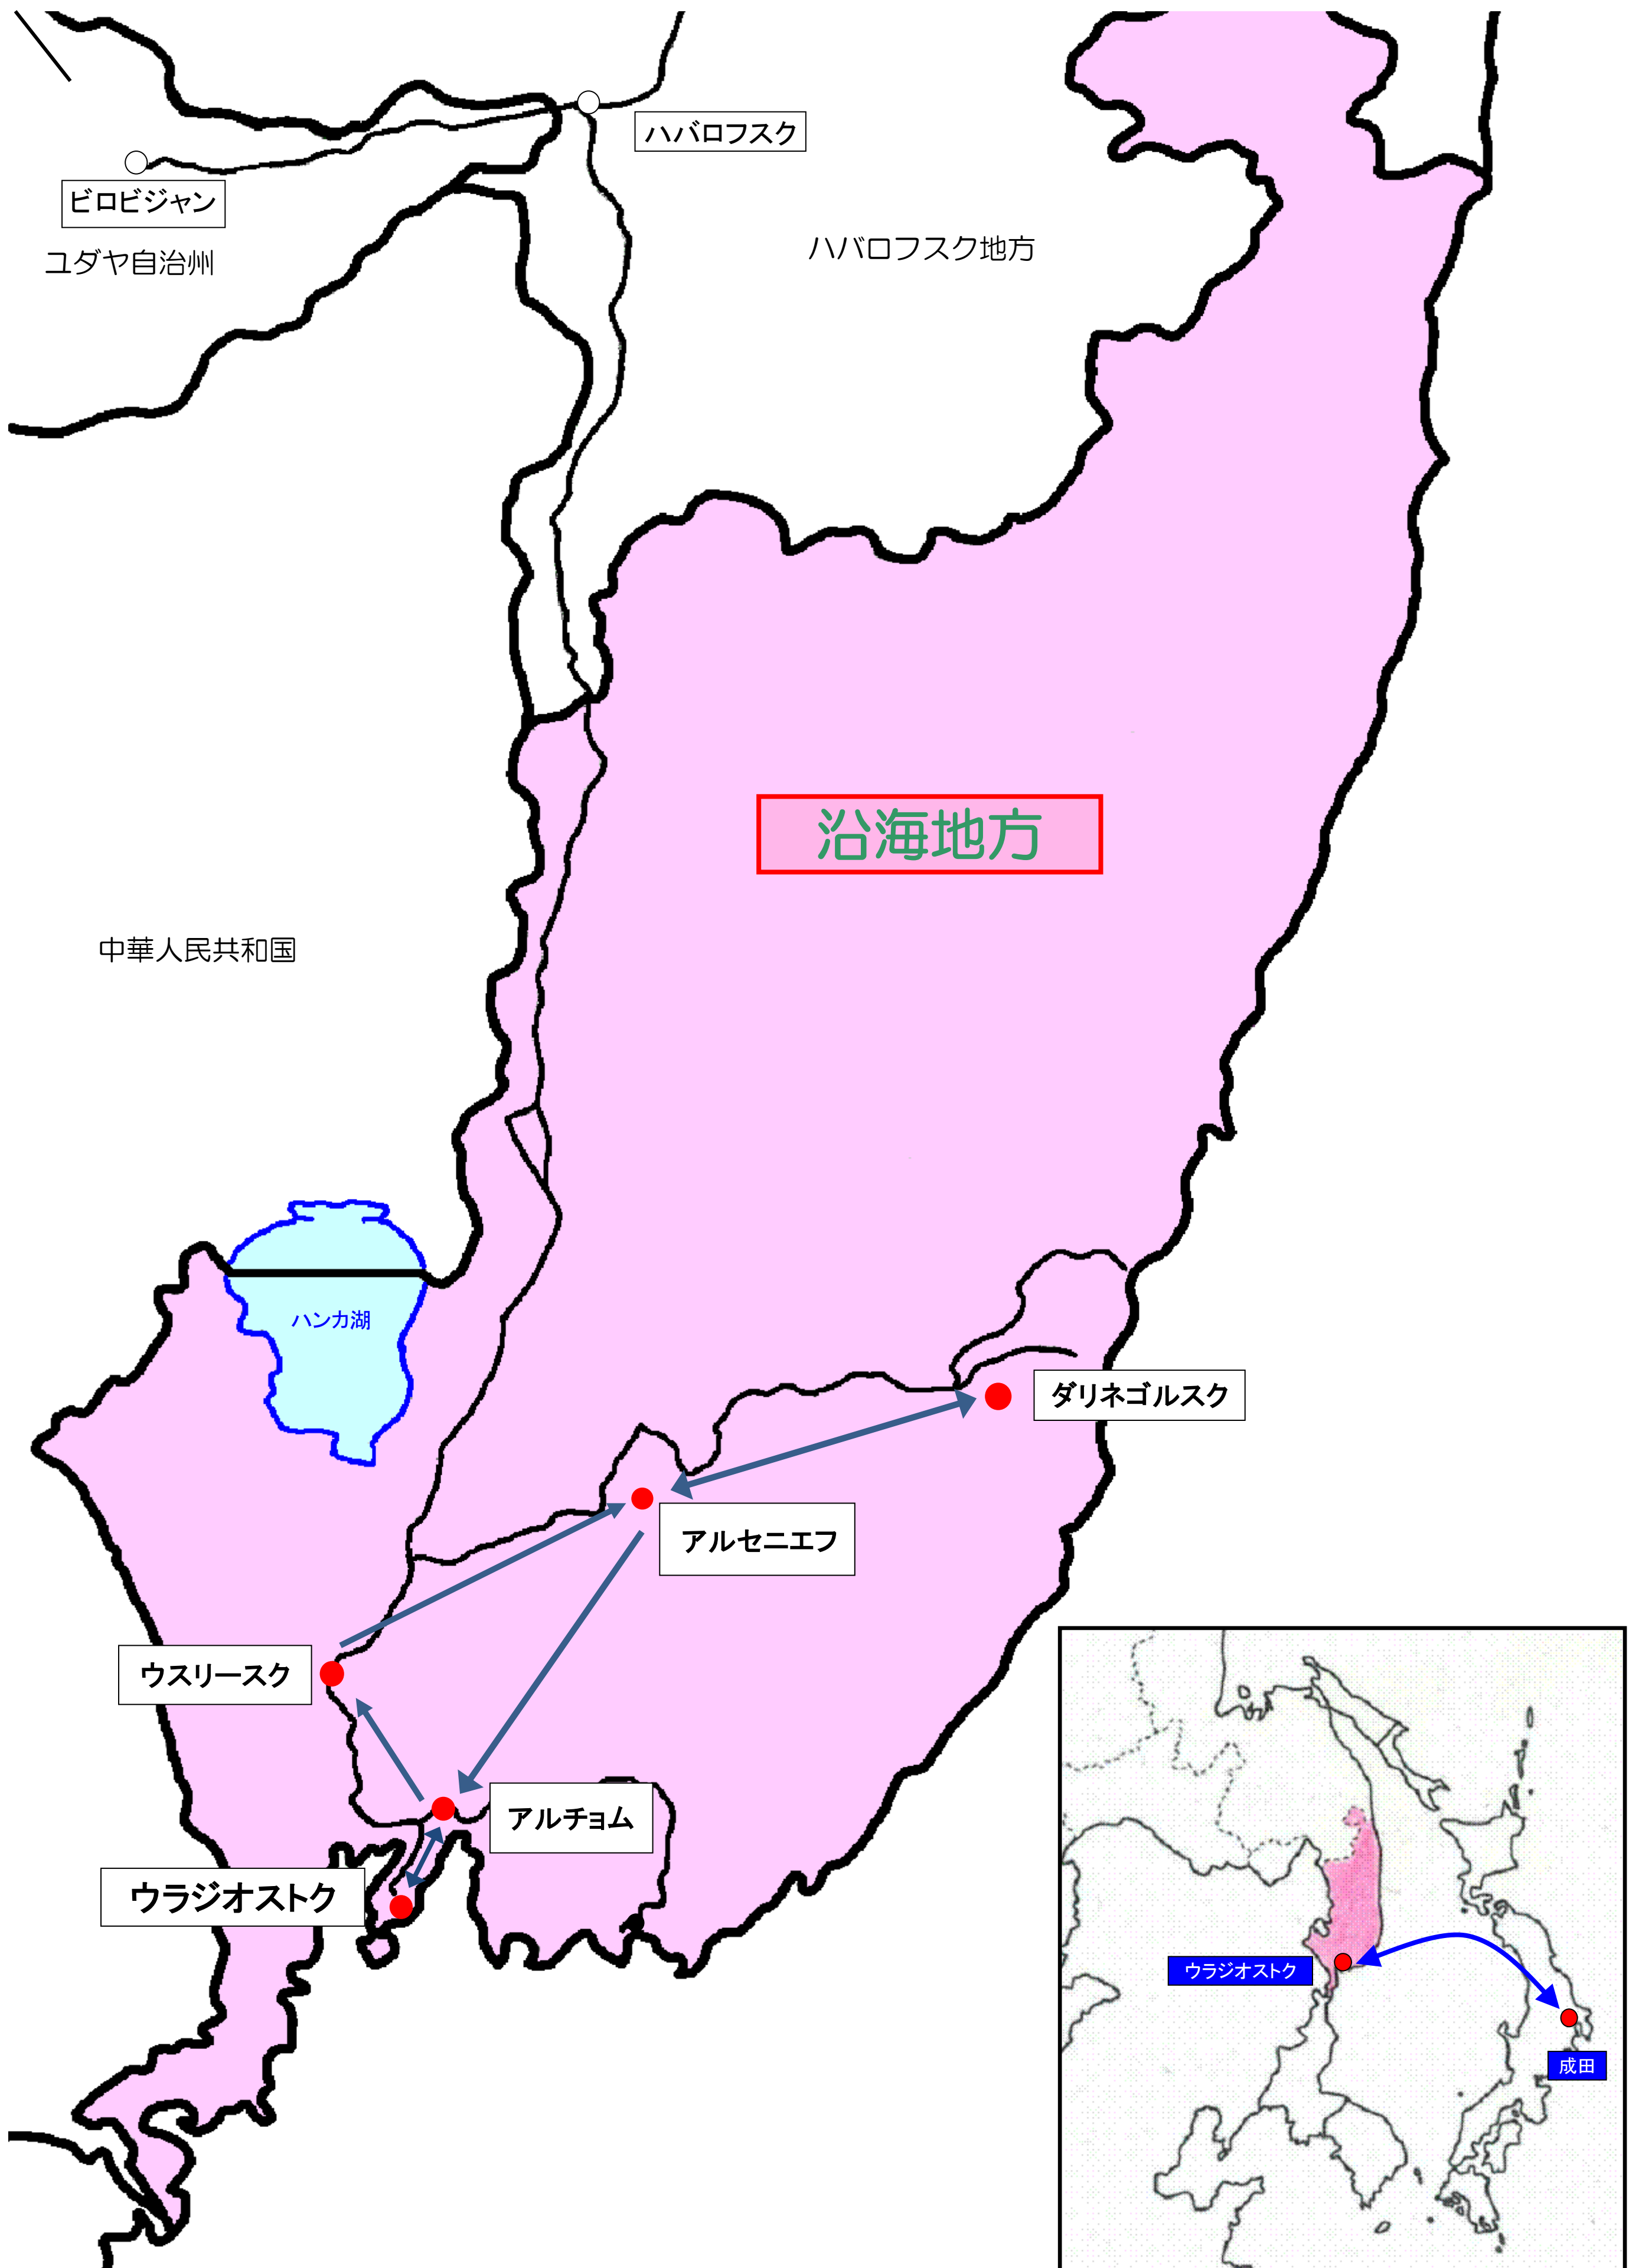 ハバロフスク
ビロビジャン
ユダヤ自治州
ハバロフスク地方
沿海地方
中華人民共和国
ハンカ湖
ダリネゴルスク
アルセニエフ
ウスリースク
アルチョム
ウラジオストク
ウラジオストク
成田